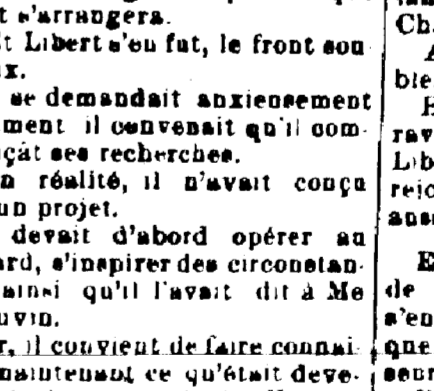 t s'arrangera.
t Libert s'en fut, le front sou
x.
se demandait anxieusement
ment il convenait qu'il com-
çât ses recherches.
n réalité, il n'avait conçu
un projet.
devait d'abord opérer au
ard, s'inspirer des circonstan-
ainsi qu'il l'avait dit à Me
uvin.
r, il convient de faire connai-
maintenant ce qu'était deve-
Ch
ble
rav
Lib
rejo
ans
E
de
s'en
que
seur